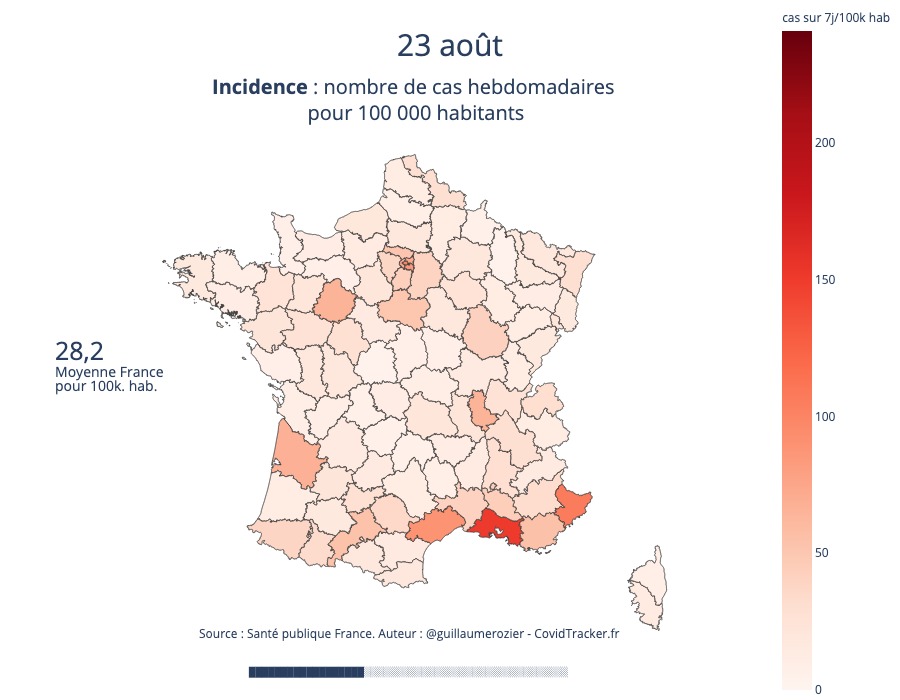 cas sur 7j/100k hab
23 août
Incidence : nombre de cas hebdomadaires
pour 100 000 habitants
200
150
100
50
0
28,2
Moyenne France
pour 100k. hab.
Source : Santé publique France. Auteur : @guillaumerozier - CovidTracker.fr